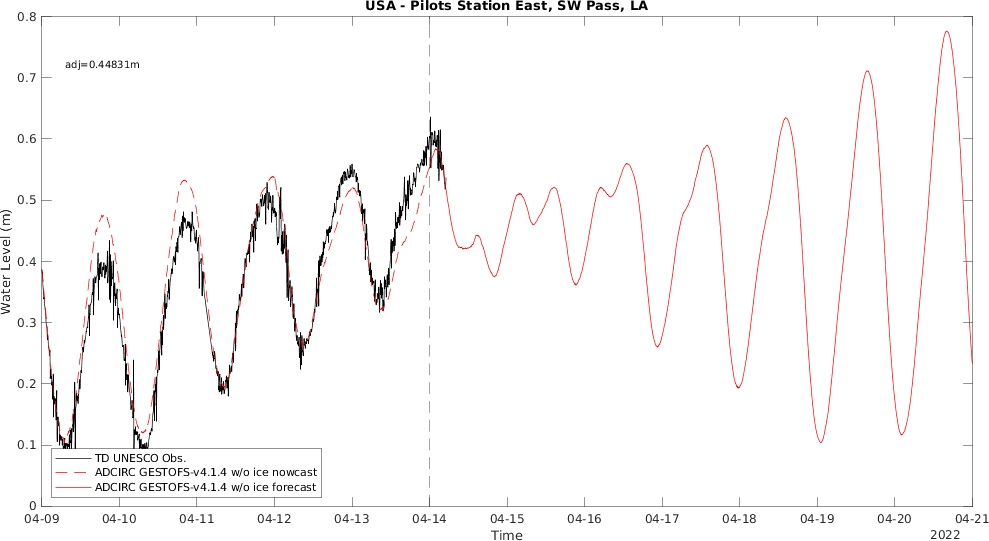 USA - Pilots Station East, SW Pass, LA
adj=0.44831m
Water Level (m)
0.8
0.7
0.6
0.5
0.4
0.3
0.2
0.1
0
TD UNESCO Obs.
ADCIRC GESTOFS-v4.1.4 w/o ice nowcast
ADCIRC GESTOFS-v4.1.4 w/o ice forecast
04-09 04-10 04-11 04-12 04-13 04-14 04-15 04-16 04-17 04-18 04-19 04-20 04-21
Time
2022